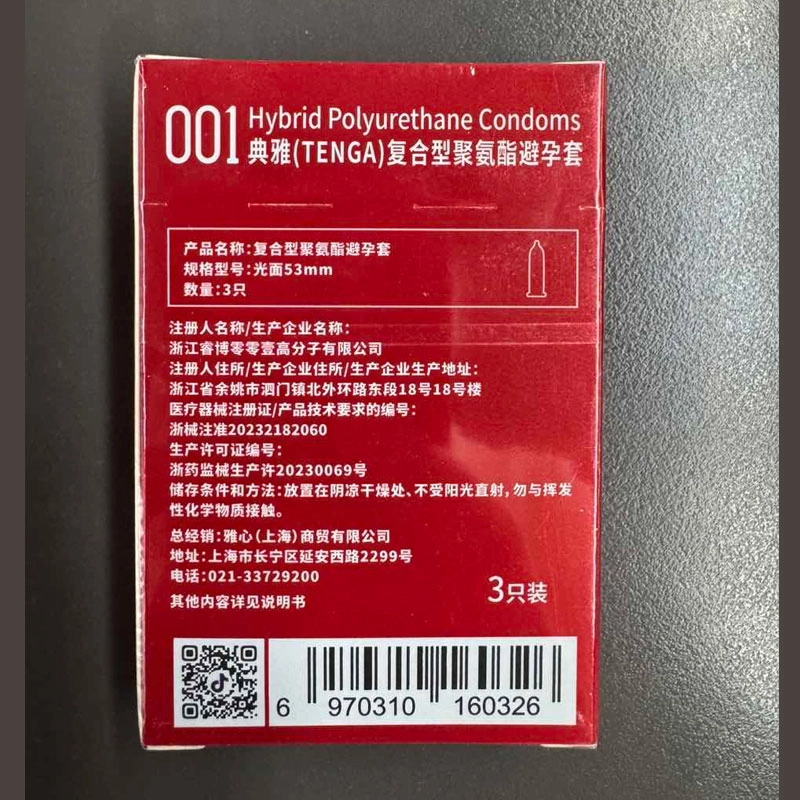 001 Hybrid Polyurethane Condoms
典雅(TENGA)复合型聚氨酯避孕套
产品名称:复合型聚氨酯避孕套
规格型号:光面53mm
数量:3只
注册人名称/生产企业名称:
浙江睿博零零壹高分子有限公司
注册人住所/生产企业住所/生产企业生产地址:
浙江省余姚市泗门镇北外环路东段18号18号楼
医疗器械注册证/产品技术要求的编号:
浙械注准20232182060
生产许可证编号:
浙药监械生产许20230069号
储存条件和方法:放置在阴凉干燥处、不受阳光直射,勿与挥发
性化学物质接触。
总经销:雅心(上海)商贸有限公司
地址:上海市长宁区延安西路2299号
电话:021-33729200
其他内容详见说明书
3只装
6 970310 160326